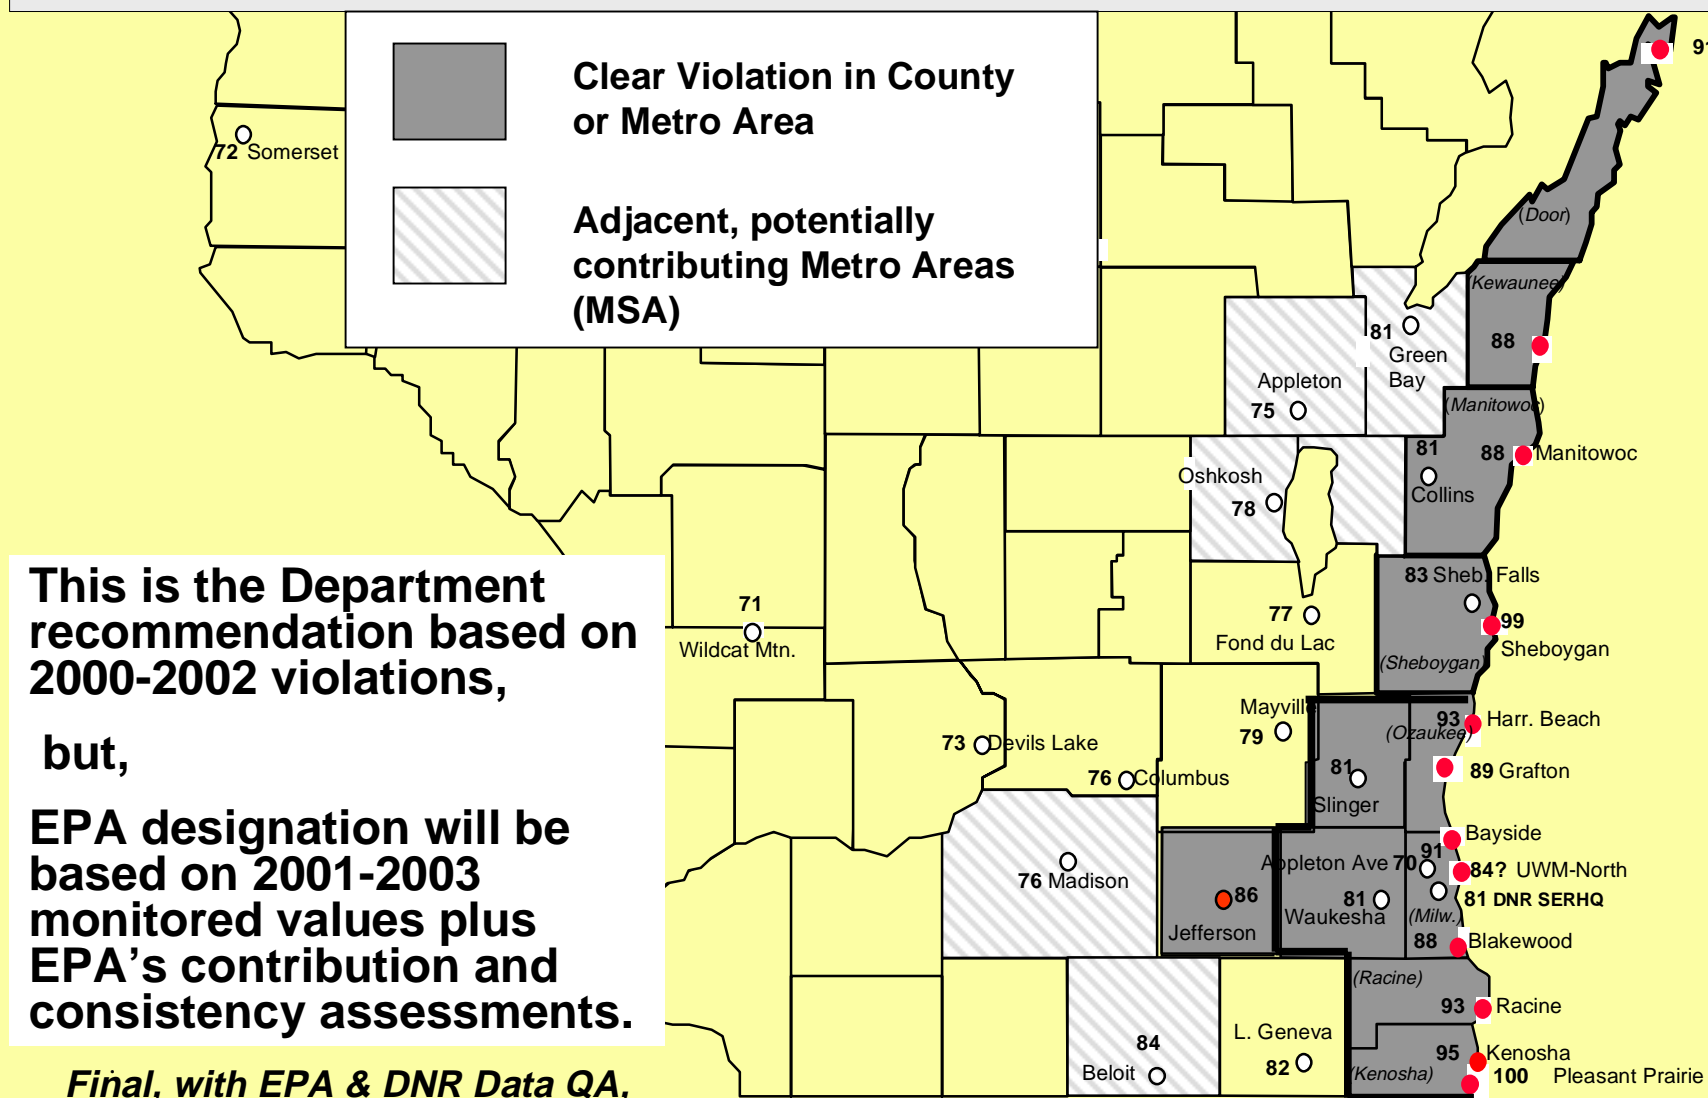 Clear Violation in County
or Metro Area
Adjacent, potentially
contributing Metro Areas
(MSA)
72 Somerset
(Door)
(Kewaunee)
88
81
Green
Bay
Appleton
75
(Manitowoc)
81
88 Manitowoc
Collins
Oshkosh
78
83 Sheb. Falls
99
Sheboygan
(Sheboygan)
77
Fond du Lac
71
Wildcat Mtn.
This is the Department
recommendation based on
2000-2002 violations,
but,
EPA designation will be
based on 2001-2003
monitored values plus
EPA’s contribution and
consistency assessments.
Final, with EPA & DNR Data QA,
Mayville
79
93 Harr. Beach
(Ozaukee)
73 Devils Lake
76 Columbus
81
Slinger
89 Grafton
Bayside
91
Appleton Ave 70
84? UWM-North
76 Madison
86
Jefferson
81
Waukesha
81 DNR SERHQ
(Milw.)
88 Blakewood
(Racine)
93 Racine
84
Beloit
L. Geneva
82
95 Kenosha
(Kenosha)
100 Pleasant Prairie